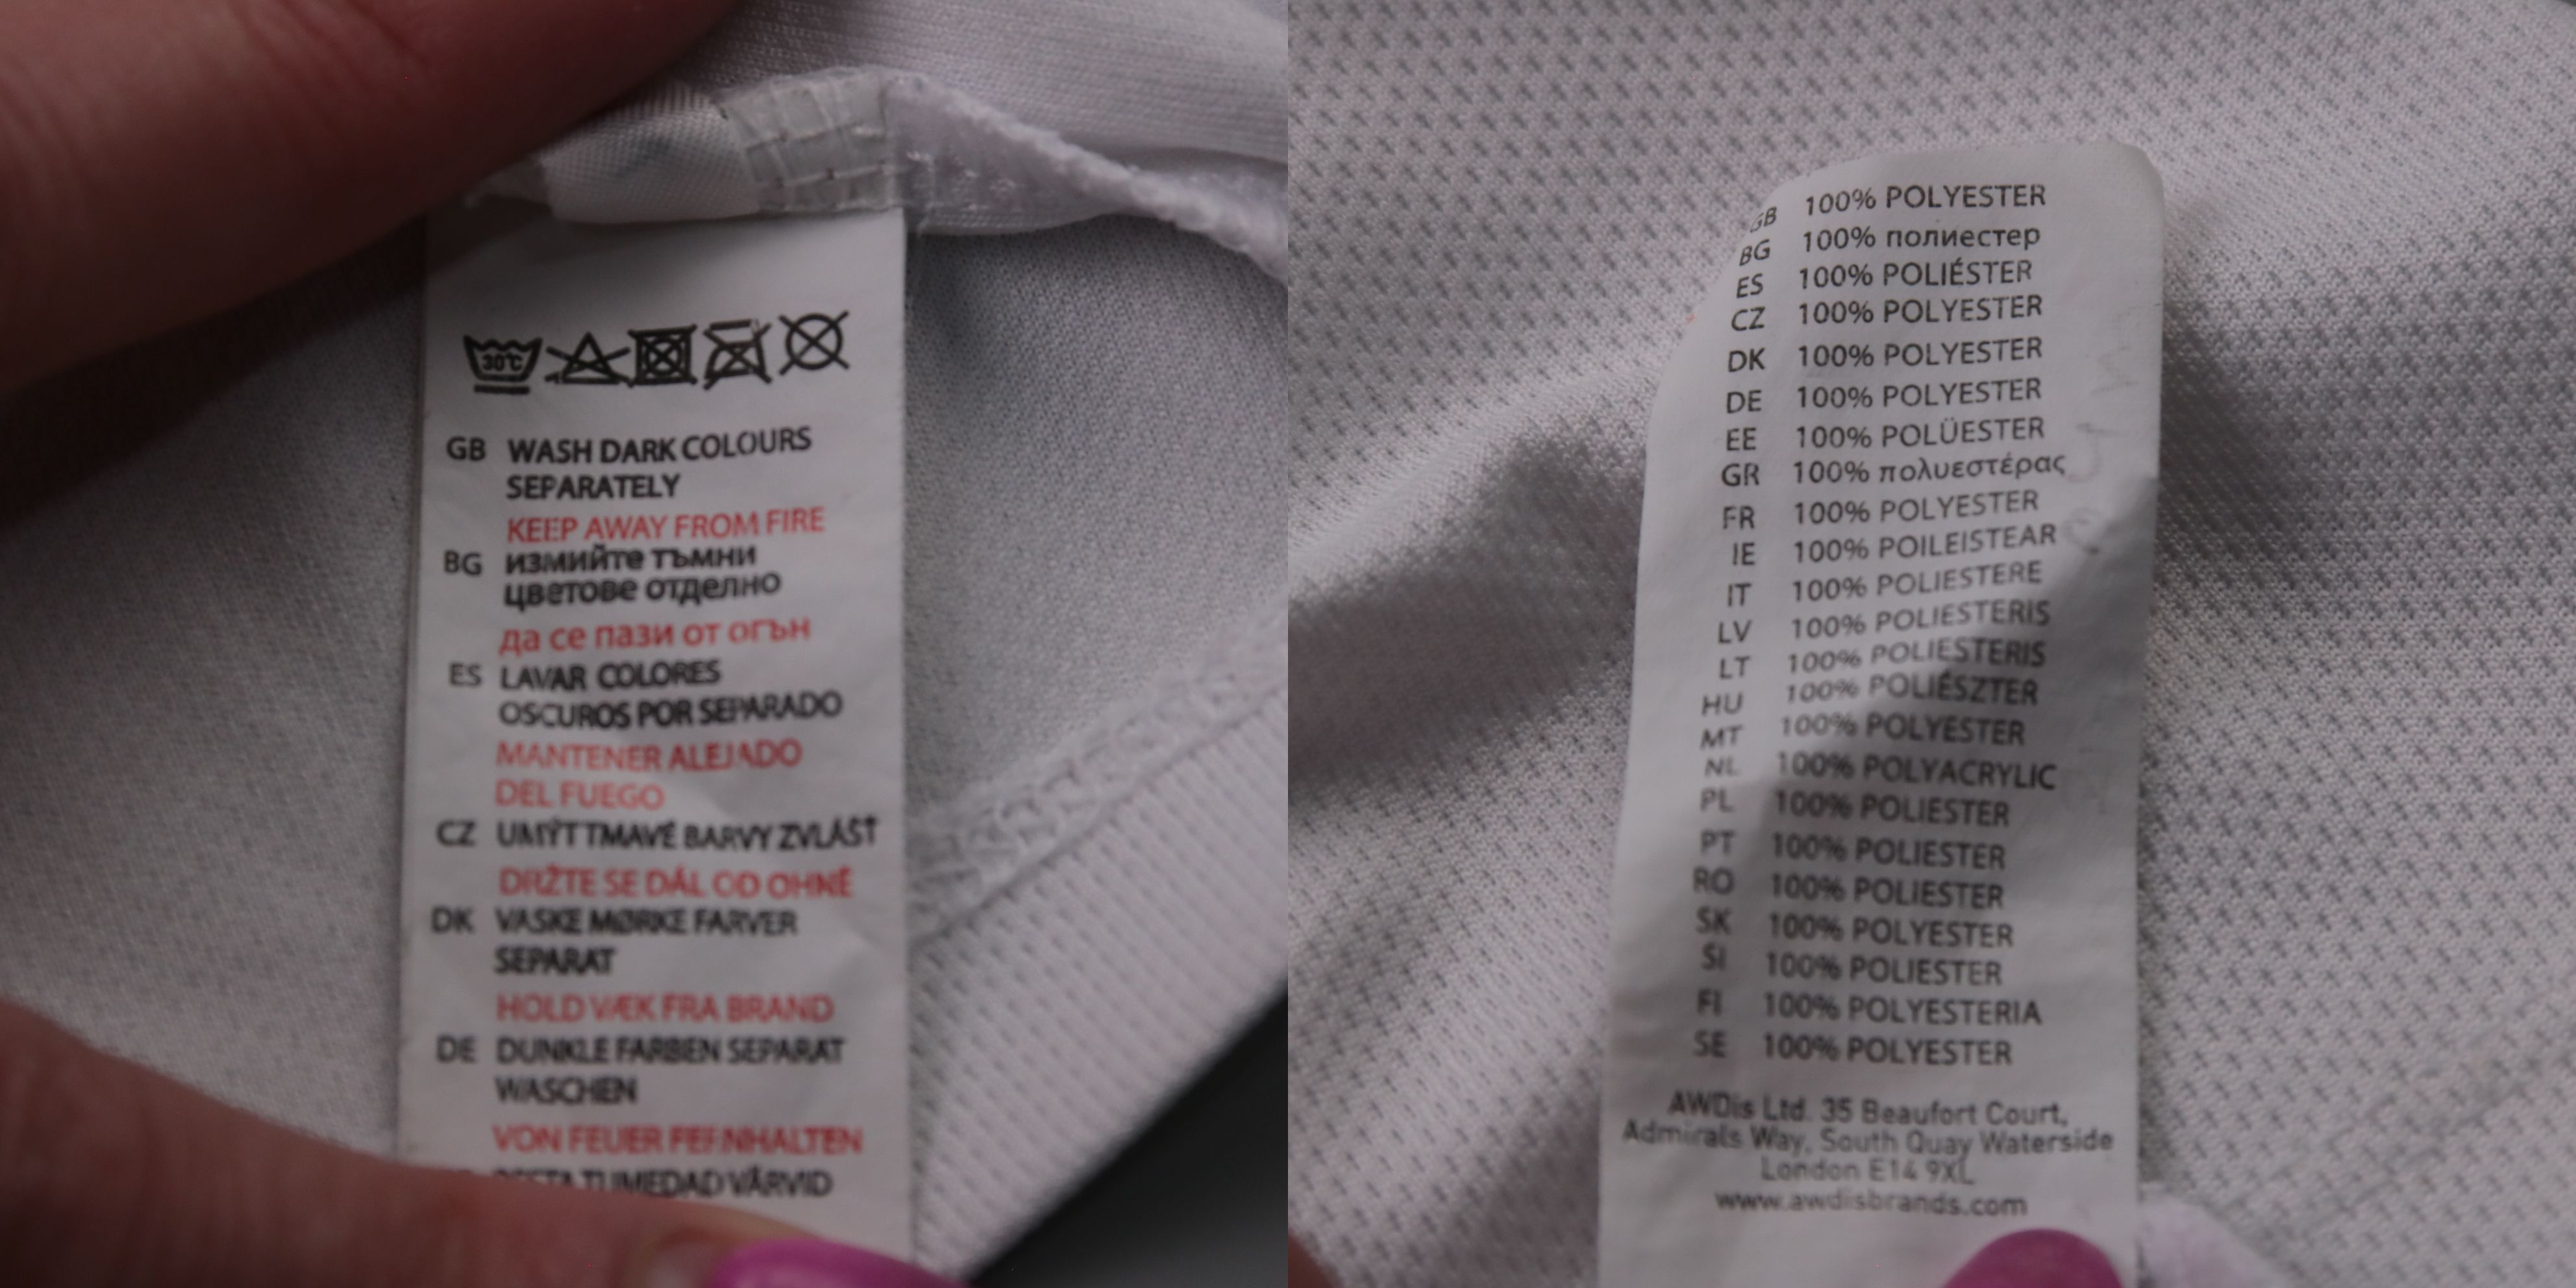 30°C
GB WASH DARK COLOURS
SEPARATELY
KEEP AWAY FROM FIRE
BG измийте тъмни
цветове отделно
да се пази от огън
ES LAVAR COLORES
OSCUROS POR SEPARADO
MANTENER ALEJADO
DEL FUEGO
CZ UMÝT TMAVÉ BARVY ZVLÁŠŤ
DRŽTE SE DÁL OD OHNĚ
DK VASKE MØRKE FARVER
SEPARAT
HOLD VÆK FRA BRAND
DE DUNKLE FARBEN SEPARAT
WASCHEN
VON FEUER FERNHALTEN
TUMEDAD VÄRVID
GB 100% POLYESTER
BG 100% полиестер
ES 100% POLIÉSTER
CZ 100% POLYESTER
DK 100% POLYESTER
DE 100% POLYESTER
EE 100% POLÜESTER
GR 100% πολυεστέρας
FR 100% POLYESTER
IE 100% POILEISTEAR
IT 100% POLIESTERE
LV 100% POLIESTERIS
LT 100% POLIESTERIS
HU 100% POLIÉSZTER
MT 100% POLYESTER
NL 100% POLYACRYLIC
PL 100% POLIESTER
PT 100% POLIESTER
RO 100% POLIESTER
SK 100% POLYESTER
SI 100% POLIESTER
FI 100% POLYESTERIA
SE 100% POLYESTER
AWDis Ltd. 35 Beaufort Court,
Admirals Way, South Quay Waterside
London E14 9XL
www.awdisbrands.com